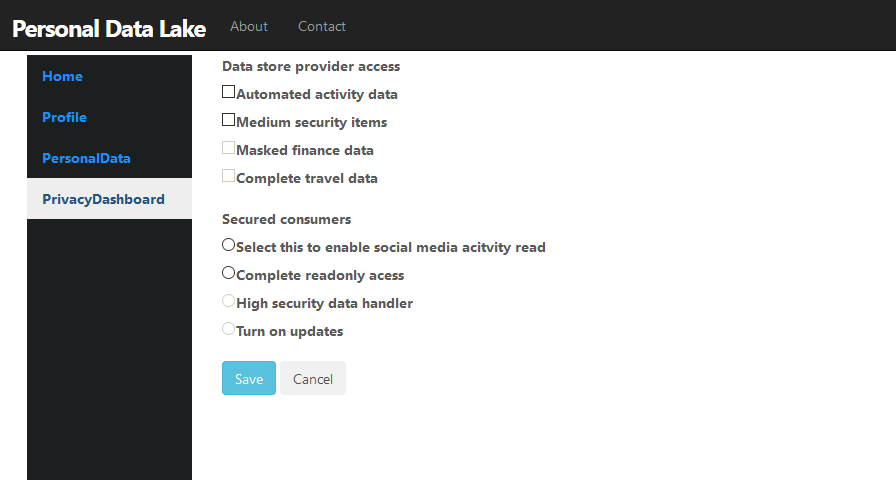 Personal Data Lake About Contact
Home
Profile
PersonalData
PrivacyDashboard
Data store provider access
Automated activity data
Medium security items
Masked finance data
Complete travel data
Secured consumers
Select this to enable social media acitvity read
Complete readonly acess
High security data handler
Turn on updates
Save Cancel